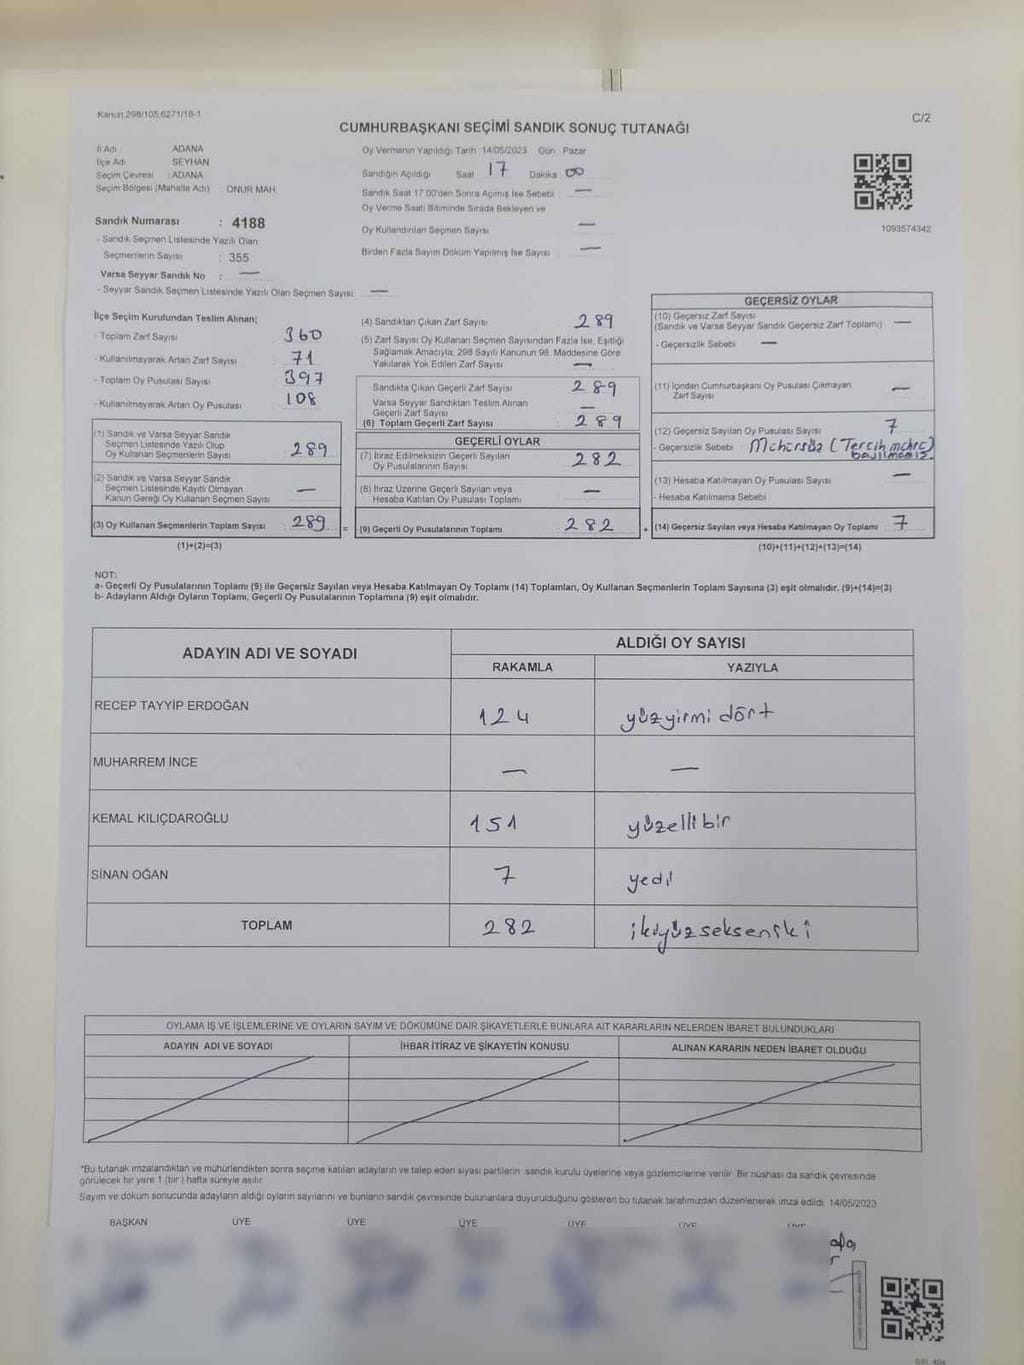 Kanun 298/105,6271/16-1
C/2
CUMHURBAŞKANI SEÇİMİ SANDIK SONUÇ TUTANAĞI
İl Adı : ADANA
İlçe Adı SEYHAN
Seçim Çevresi : ADANA
Seçim Bölgesi (Mahalle Adı) ONUR MAH.
Oy Vermenin Yapıldığı Tarih 14/05/2023 Gün Pazar
Sandığın Açıldığı Saat 17 Dakika 00
Sandık Saat 17 00'den Sonra Açılmış İse Sebebi —
Oy Verme Saati Bitiminde Sırada Bekleyen ve
Oy Kullandırılan Seçmen Sayısı —
Birden Fazla Sayım Döküm Yapılmış İse Sayısı —
1093574342
Sandık Numarası : 4188
- Sandık Seçmen Listesinde Yazılı Olan
Seçmenlerin Sayısı : 355
Varsa Seyyar Sandık No : —
- Seyyar Sandık Seçmen Listesinde Yazılı Olan Seçmen Sayısı —
İlçe Seçim Kurulundan Teslim Alınan;
- Toplam Zarf Sayısı 360
- Kullanılmayarak Artan Zarf Sayısı 71
- Toplam Oy Pusulası Sayısı 397
- Kullanılmayarak Artan Oy Pusulası 108
(1) Sandık ve Varsa Seyyar Sandık
Seçmen Listesinde Yazılı Olup
Oy Kullanan Seçmenlerin Sayısı 289
(2) Sandık ve Varsa Seyyar Sandık
Seçmen Listesinde Kayıtlı Olmayan
Kanun Gereği Oy Kullanan Seçmen Sayısı —
(3) Oy Kullanan Seçmenlerin Toplam Sayısı 289 =
(1)+(2)=(3)
(4) Sandıktan Çıkan Zarf Sayısı 289
(5) Zarf Sayısı Oy Kullanan Seçmen Sayısından Fazla İse, Eşitliği
Sağlamak Amacıyla, 298 Sayılı Kanunun 98. Maddesine Göre
Yakılarak Yok Edilen Zarf Sayısı —
Sandıkta Çıkan Geçerli Zarf Sayısı 289
Varsa Seyyar Sandıktan Teslim Alınan
Geçerli Zarf Sayısı —
(6) Toplam Geçerli Zarf Sayısı 289
GEÇERLİ OYLAR
(7) İtiraz Edilmeksizin Geçerli Sayılan
Oy Pusulalarının Sayısı 282
(8) İtiraz Üzerine Geçerli Sayılan veya
Hesaba Katılan Oy Pusulası Toplamı —
(9) Geçerli Oy Pusulalarının Toplamı 282 +
GEÇERSİZ OYLAR
(10) Geçersiz Zarf Sayısı
(Sandık ve Varsa Seyyar Sandık Geçersiz Zarf Toplamı) —
- Geçersizlik Sebebi —
(11) İçinden Cumhurbaşkanı Oy Pusulası Çıkmayan
Zarf Sayısı —
(12) Geçersiz Sayılan Oy Pusulası Sayısı 7
- Geçersizlik Sebebi Mühürsüz (Tercih mührü)
basılmamış.
(13) Hesaba Katılmayan Oy Pusulası Sayısı —
- Hesaba Katılmama Sebebi
(14) Geçersiz Sayılan veya Hesaba Katılmayan Oy Toplamı 7
(10)+(11)+(12)+(13)=(14)
NOT:
a- Geçerli Oy Pusulalarının Toplamı (9) ile Geçersiz Sayılan veya Hesaba Katılmayan Oy Toplamı (14) Toplamları, Oy Kullanan Seçmenlerin Toplam Sayısına (3) eşit olmalıdır. (9)+(14)=(3)
b- Adayların Aldığı Oyların Toplamı, Geçerli Oy Pusulalarının Toplamına (9) eşit olmalıdır.
ADAYIN ADI VE SOYADI
ALDIĞI OY SAYISI
RAKAMLA YAZIYLA
RECEP TAYYİP ERDOĞAN 124 yüzyirmi dört
MUHARREM İNCE — —
KEMAL KILIÇDAROĞLU 151 yüzelli bir
SİNAN OĞAN 7 yedi
TOPLAM 282 ikiyüzsekseniki
OYLAMA İŞ VE İŞLEMLERİNE VE OYLARIN SAYIM VE DÖKÜMÜNE DAİR ŞİKAYETLERLE BUNLARA AİT KARARLARIN NELERDEN İBARET BULUNDUKLARI
ADAYIN ADI VE SOYADI İHBAR İTİRAZ VE ŞİKAYETİN KONUSU ALINAN KARARIN NEDEN İBARET OLDUĞU
*Bu tutanak imzalandıktan ve mühürlendikten sonra seçime katılan adayların ve talep eden siyasi partilerin sandık kurulu üyelerine veya gözlemcilerine verilir. Bir nüshası da sandık çevresinde
görülecek bir yere 1 (bir ) hafta süreyle asılır.
Sayım ve döküm sonucunda adayların aldığı oyların sayılarını ve bunların sandık çevresinde bulunanlara duyurulduğunu gösteren bu tutanak tarafımızdan düzenlenerek imza edildi. 14/05/2023
BAŞKAN ÜYE ÜYE ÜYE ÜYE ÜYE ÜYE